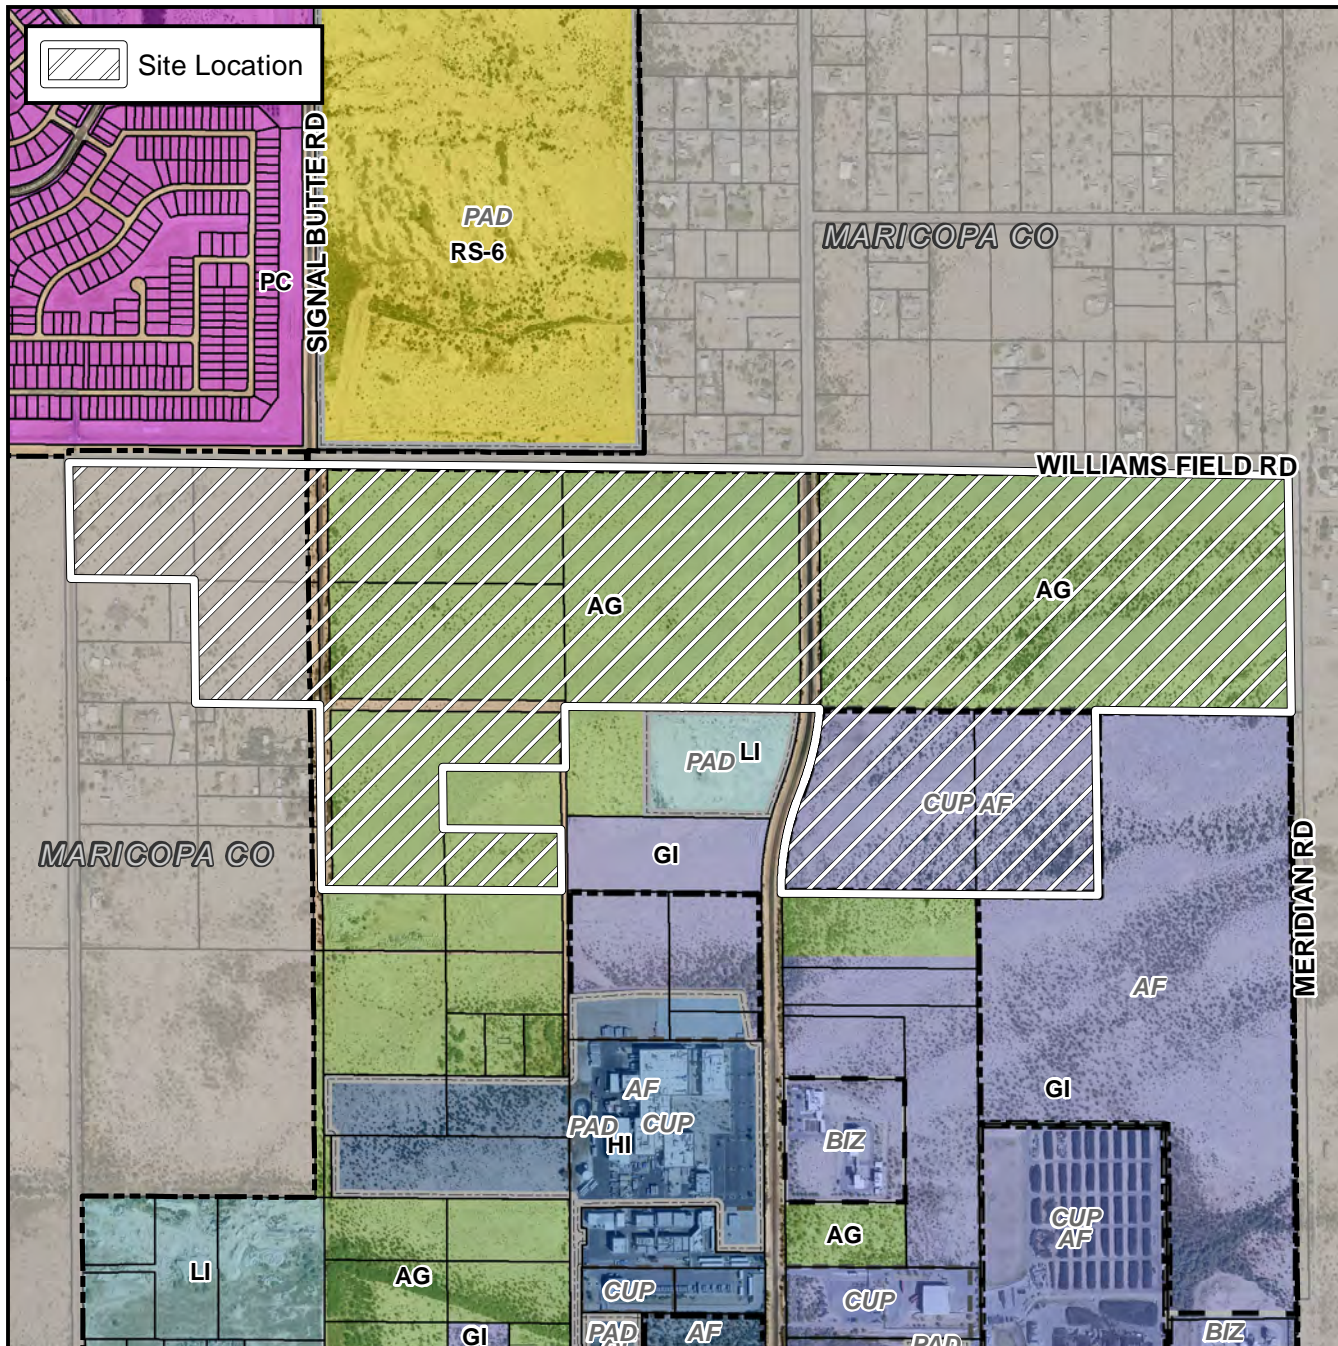 Site Location
SIGNAL BUTTE RD
PAD
RS-6
MARICOPA CO
PC
WILLIAMS FIELD RD
AG
AG
PAD LI
CUP AF
MARICOPA CO
GI
MERIDIAN RD
AF
AF
GI
PAD CUP
HI
BIZ
CUP
AF
AG
LI
AG
CUP
CUP
GI
PAD
AF
PAD
BIZ